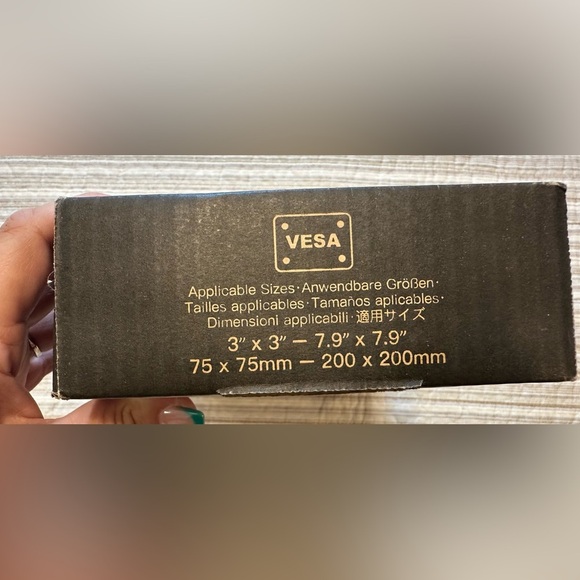 VESA
Applicable Sizes·Anwendbare Größen·
Tailles applicables·Tamaños aplicables·
Dimensioni applicabili·適用サイズ
3" x 3" – 7.9" x 7.9"
75 x 75mm – 200 x 200mm